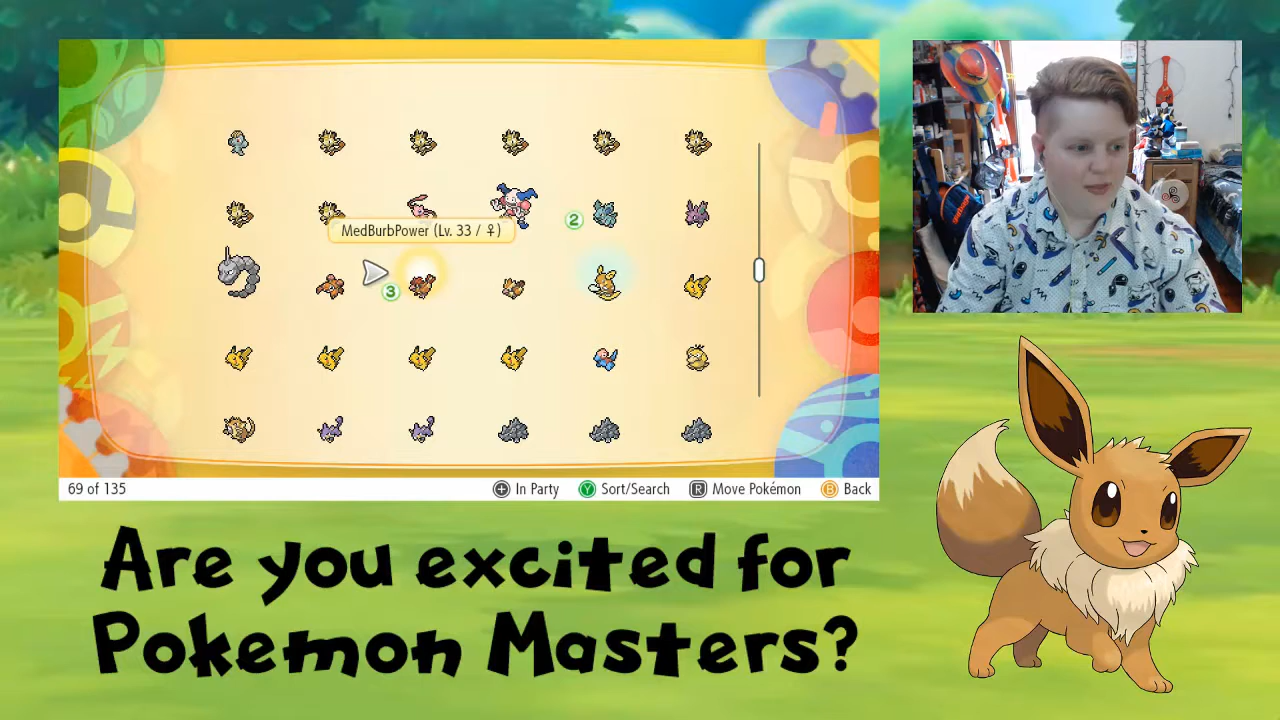 2
MedBurbPower (Lv. 33 / ♀)
3
69 of 135
+ In Party
Y Sort/Search
R Move Pokémon
B Back
Are you excited for
Pokemon Masters?